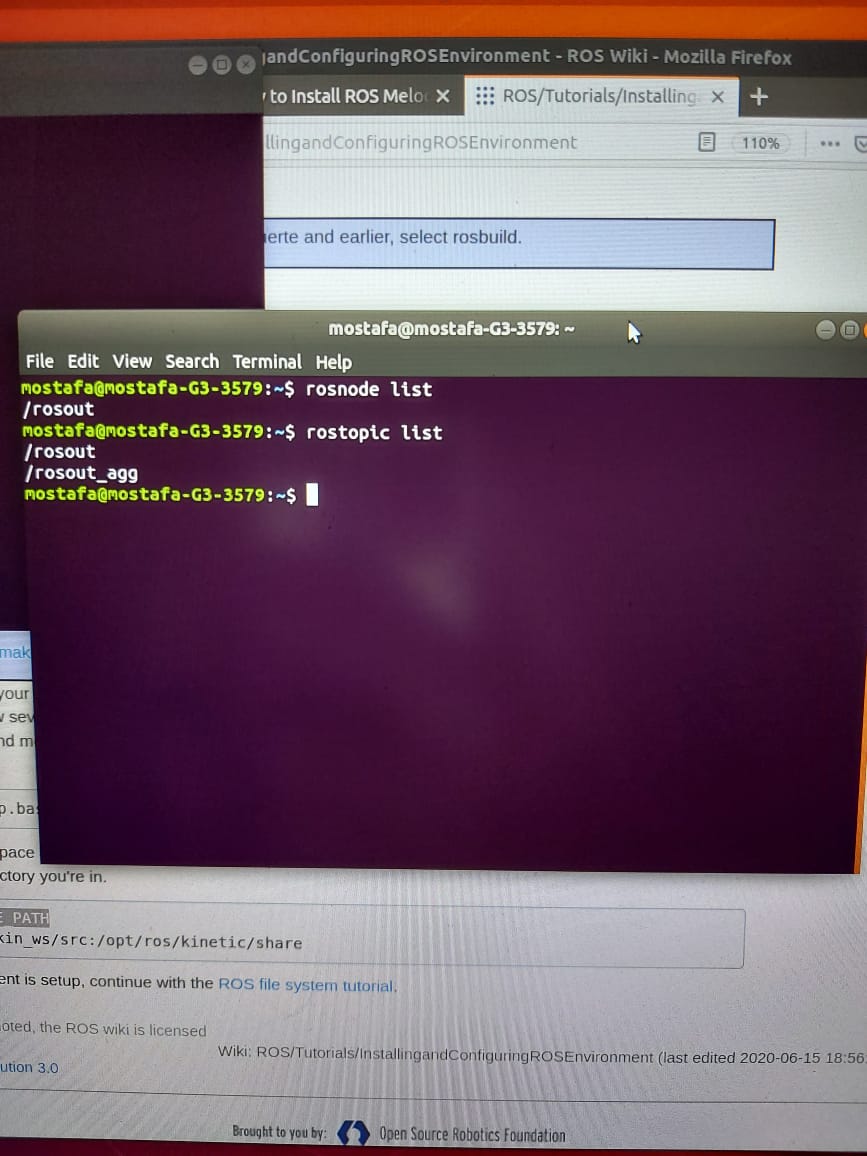 andConfiguringROSEnvironment - ROS Wiki - Mozilla Firefox
to Install ROS Melo
ROS/Tutorials/Installing
llingandConfiguringROSEnvironment
110%
erte and earlier, select rosbuild.
mostafa@mostafa-G3-3579: ~
File Edit View Search Terminal Help
mostafa@mostafa-G3-3579:~$ rosnode list
/rosout
mostafa@mostafa-G3-3579:~$ rostopic list
/rosout
/rosout_agg
mostafa@mostafa-G3-3579:~$
mak
your
sev
nd m
p.bas
pace
ctory you're in.
E_PATH
kin_ws/src:/opt/ros/kinetic/share
ent is setup, continue with the ROS file system tutorial.
oted, the ROS wiki is licensed
Wiki: ROS/Tutorials/InstallingandConfiguringROSEnvironment (last edited 2020-06-15 18:56
ution 3.0
Brought to you by: Open Source Robotics Foundation